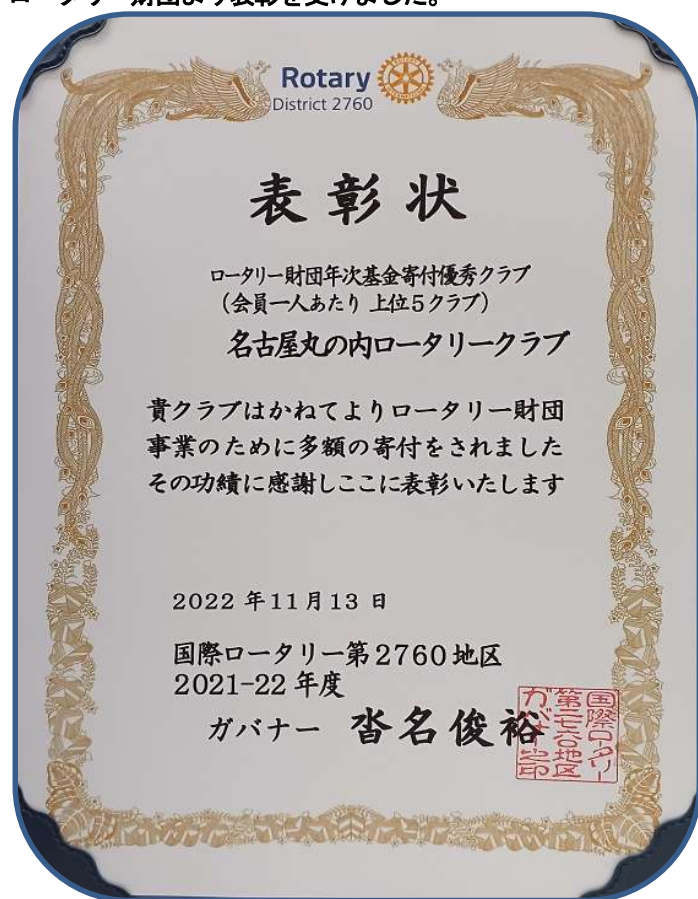 ロータリー財団より表彰を受けました。
Rotary
District 2760
表彰状
ロータリー財団年次基金寄付優秀クラブ
(会員一人あたり 上位5クラブ)
名古屋丸の内ロータリークラブ
貴クラブはかねてよりロータリー財団
事業のために多額の寄付をされました
その功績に感謝しここに表彰いたします
2022年11月13日
国際ロータリー第2760地区
2021-22年度
ガバナー 沓名俊裕
国際ロータリー
第二七六〇地区
ガバナー之印